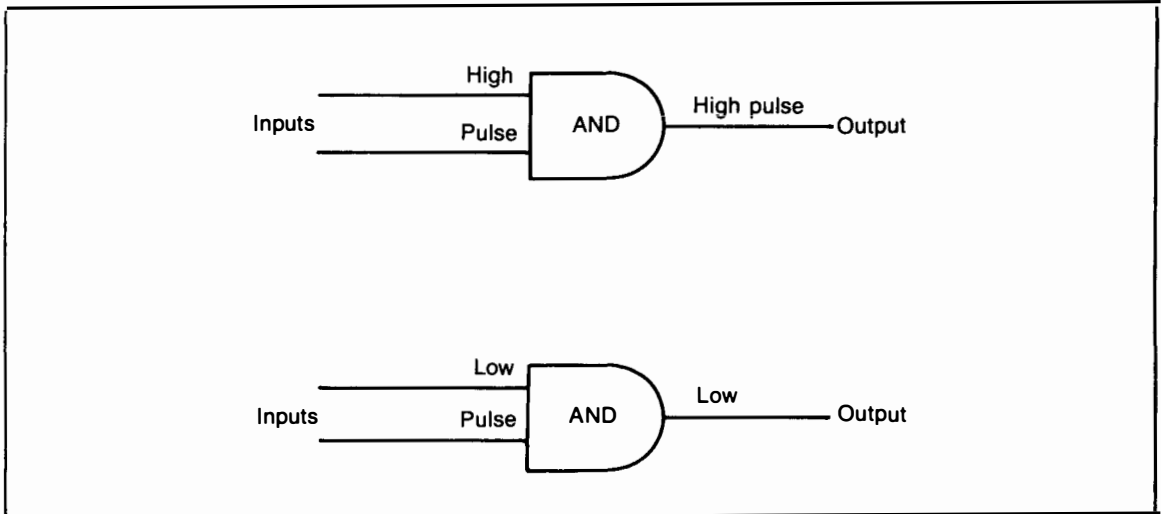 High
Pulse
Inputs
AND
High pulse
Output
Low
Pulse
Inputs
AND
Low
Output